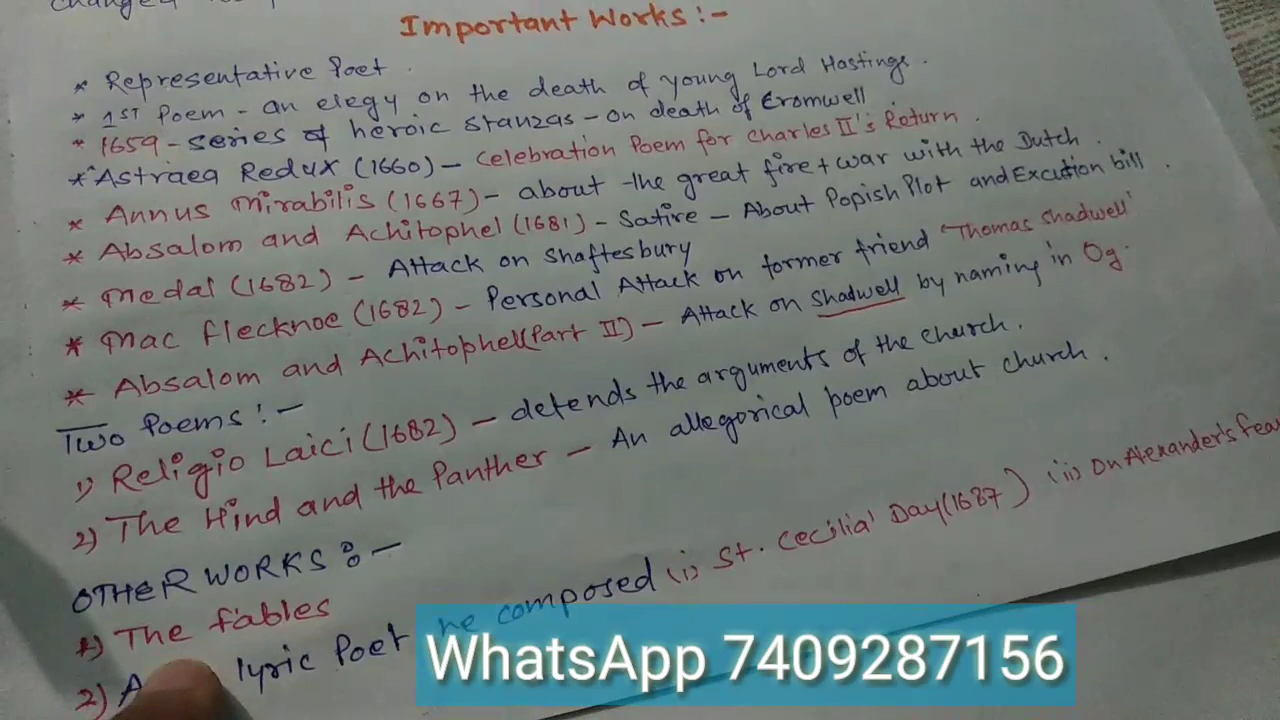 changed
Important Works :-
* Representative Poet .
* 1ST Poem - an elegy on the death of young Lord Hastings .
* 1659 - series of heroic stanzas - on death of Cromwell
* Astraea Redux (1660) - celebration Poem for Charles II's Return .
* Annus Mirabilis (1667) - about the great fire + war with the Dutch .
* Absalom and Achitophel (1681) - Satire - About Popish Plot and Excution bill .
* Medal (1682) - Attack on Shaftesbury
* Mac Flecknoe (1682) - Personal Attack on former friend 'Thomas Shadwell'
* Absalom and Achitophel (Part II) - Attack on Shadwell by naming in Og.
Two Poems :-
1) Religio Laici (1682) - defends the arguments of the church .
2) The Hind and the Panther - An allegorical poem about church .
OTHER WORKS :-
1) The Fables
2) A lyric Poet he composed (i) St. Cecilia' Day (1687) (ii) On Alexander's Feas
WhatsApp 7409287156